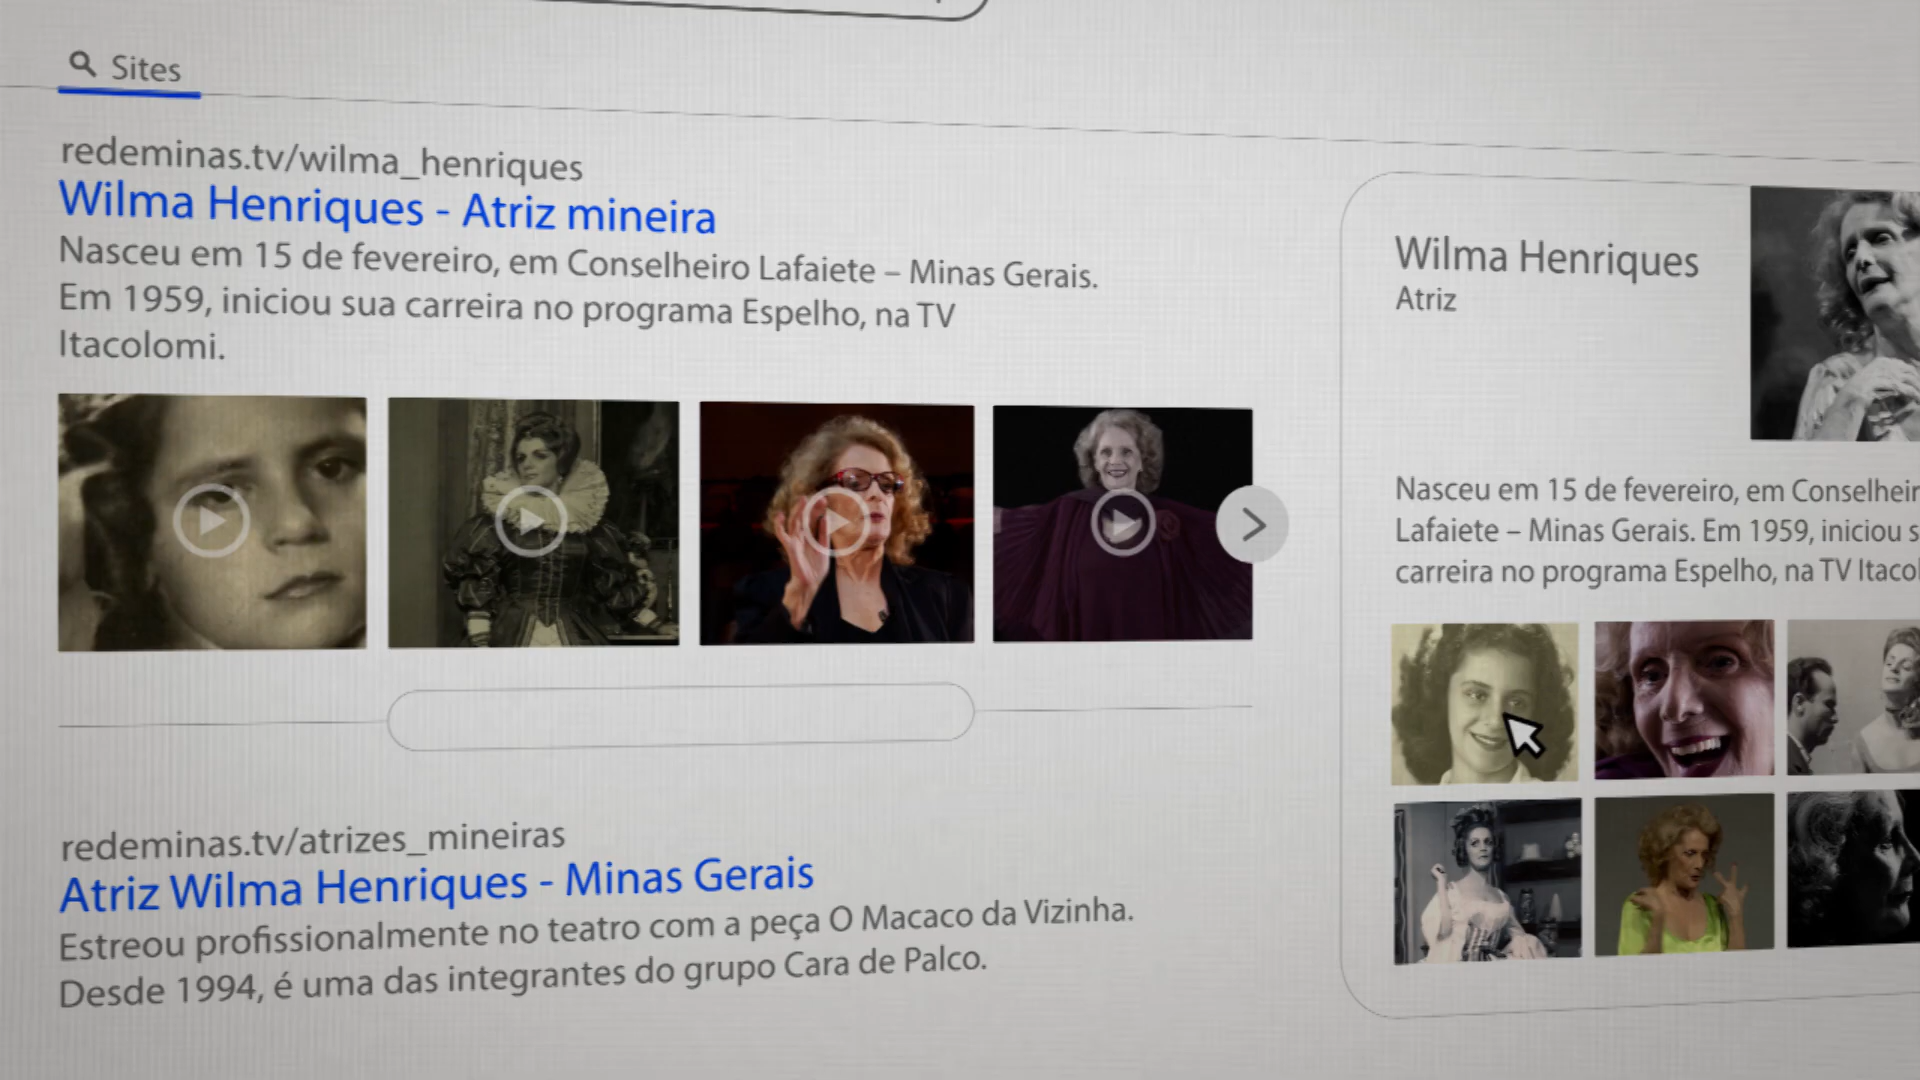 Sites
redeminas.tv/wilma_henriques
Wilma Henriques - Atriz mineira
Nasceu em 15 de fevereiro, em Conselheiro Lafaiete – Minas Gerais.
Em 1959, iniciou sua carreira no programa Espelho, na TV
Itacolomi.
redeminas.tv/atrizes_mineiras
Atriz Wilma Henriques - Minas Gerais
Estreou profissionalmente no teatro com a peça O Macaco da Vizinha.
Desde 1994, é uma das integrantes do grupo Cara de Palco.
Wilma Henriques
Atriz
Nasceu em 15 de fevereiro, em
Lafaiete – Minas Gerais. Em 1959, iniciou
carreira no programa Espelho, na TV